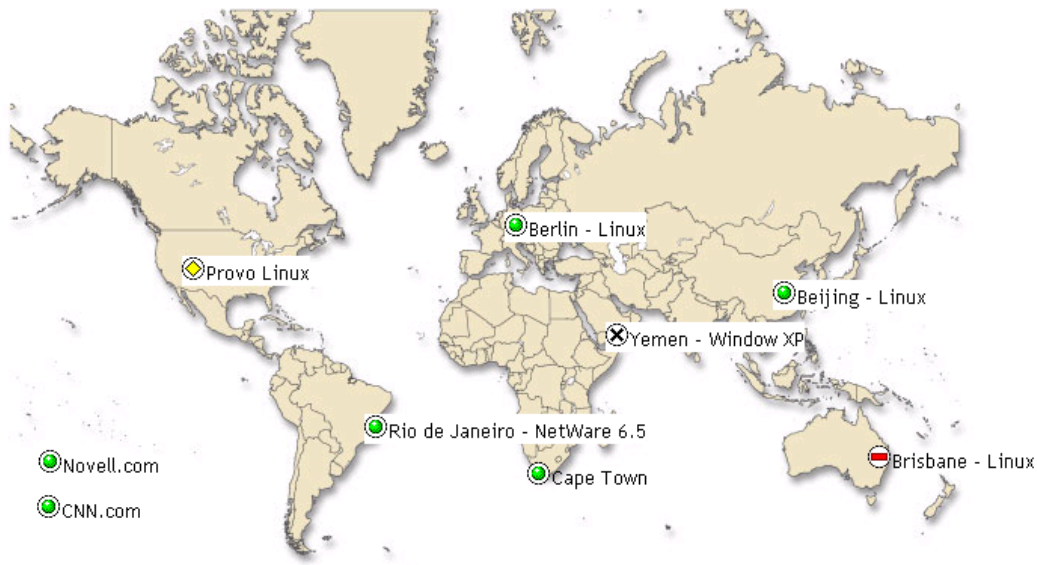 Berlin - Linux
Provo Linux
Beijing - Linux
Yemen - Window XP
Rio de Janeiro - NetWare 6.5
Novell.com
Brisbane - Linux
Cape Town
CNN.com